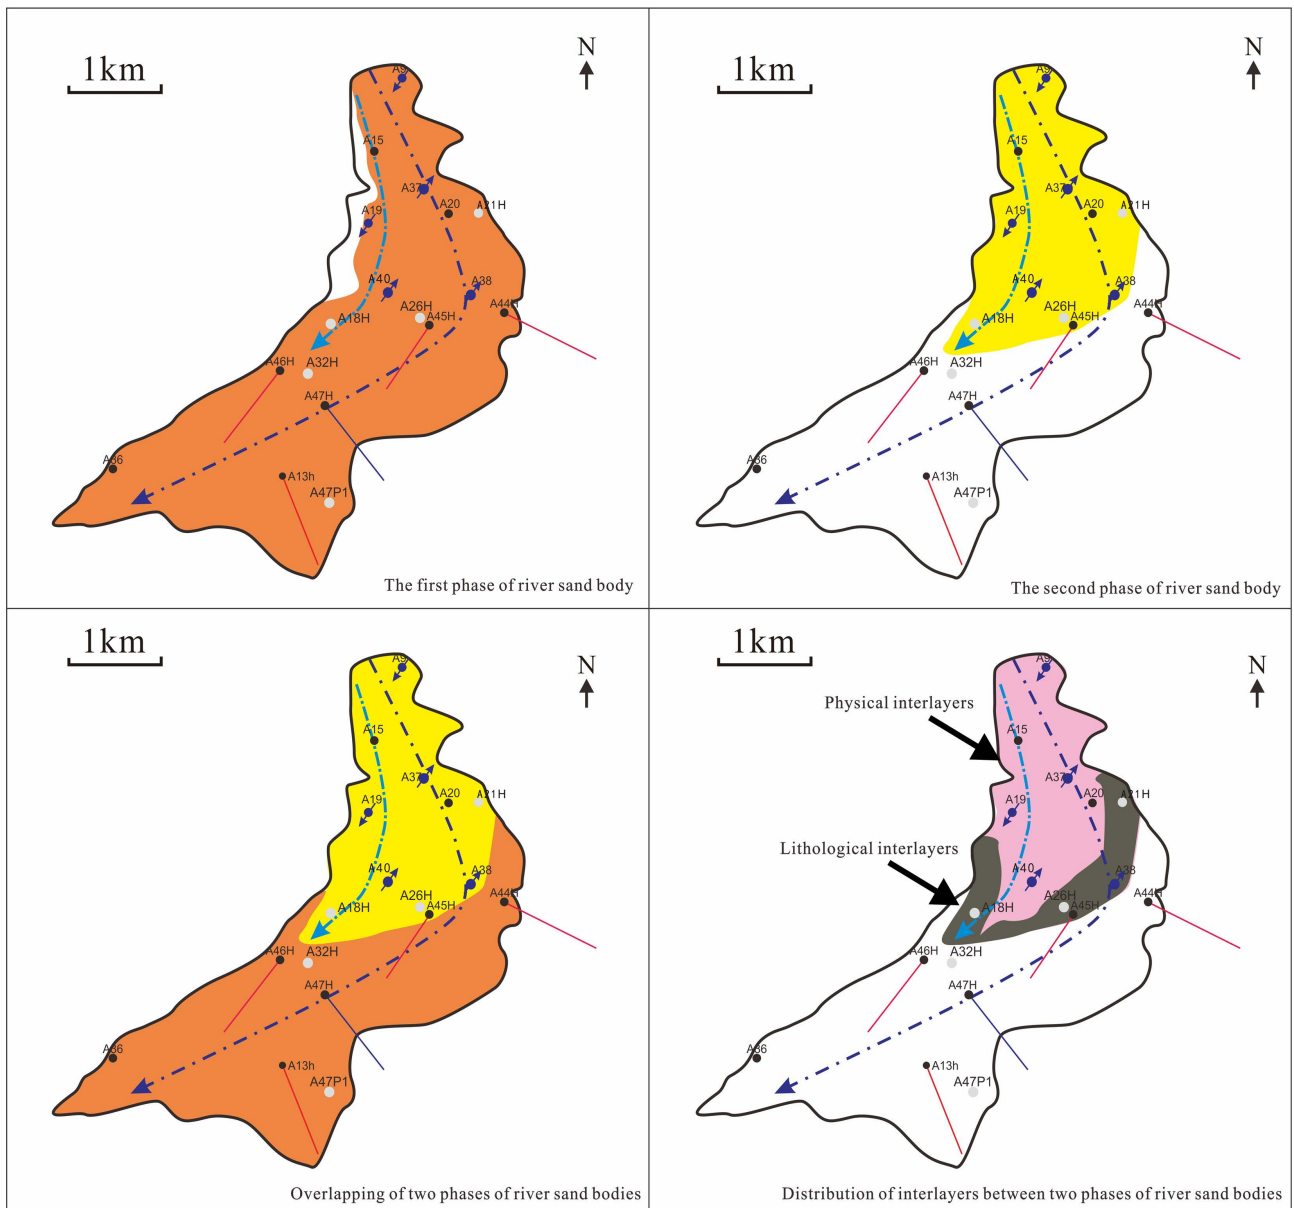 1km
N
A9
A15
A37
A19
A20
A21H
A40
A38
A26H
A44H
A18H
A45H
A46H
A32H
A47H
A36
A13h
A47P1
The first phase of river sand body
1km
N
A9
A15
A37
A19
A20
A21H
A40
A38
A26H
A44H
A18H
A45H
A46H
A32H
A47H
A36
A13h
A47P1
The second phase of river sand body
1km
N
A9
A15
A37
A19
A20
A21H
A40
A38
A26H
A44H
A18H
A45H
A46H
A32H
A47H
A36
A13h
A47P1
Overlapping of two phases of river sand bodies
1km
N
A9
Physical interlayers
A15
A37
A19
A20
A21H
Lithological interlayers
A40
A38
A26H
A44H
A18H
A45H
A46H
A32H
A47H
A36
A13h
A47P1
Distribution of interlayers between two phases of river sand bodies